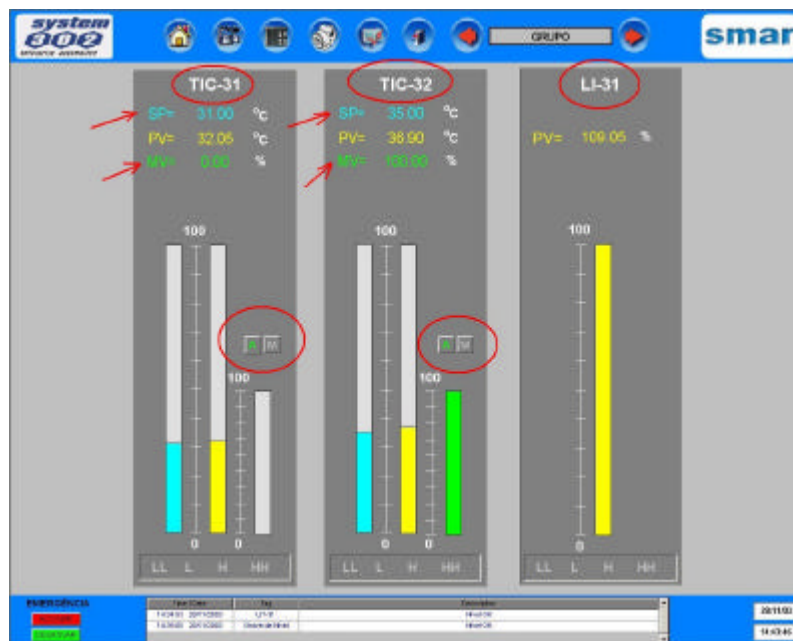 system
302
GRUPO
smar
TIC-31
SP= 31.00 °C
PV= 32.05 °C
MV= 0.00 %
100
A M
100
0 0
LL L H HH
TIC-32
SP= 35.00 °C
PV= 36.90 °C
MV= 100.00 %
100
A M
100
0 0
LL L H HH
LI-31
PV= 109.05 %
100
0
LL L H HH
EMERGÊNCIA
Tag